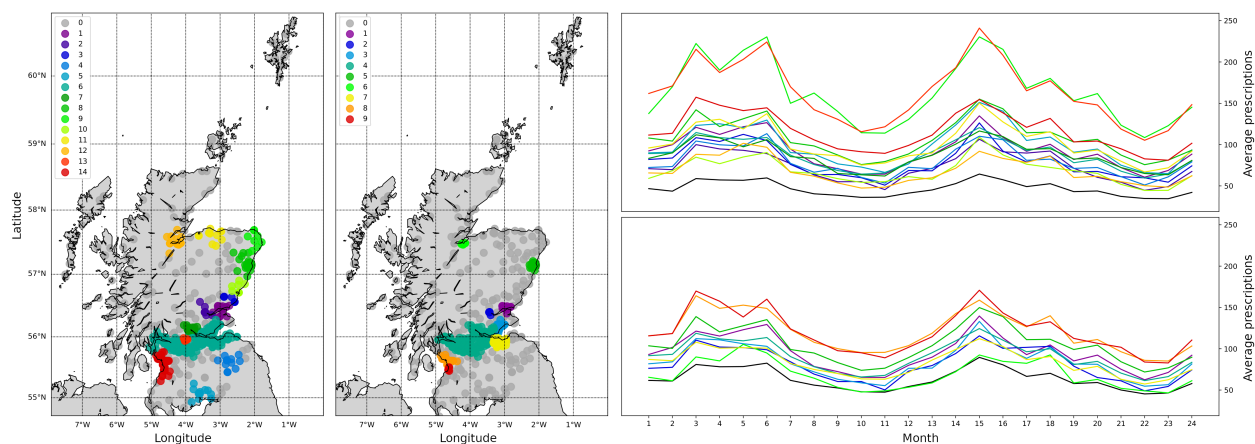 0
1
2
3
4
5
6
7
8
9
10
11
12
13
14
60°N
59°N
58°N
57°N
56°N
55°N
Latitude
7°W 6°W 5°W 4°W 3°W 2°W 1°W
Longitude
0
1
2
3
4
5
6
7
8
9
7°W 6°W 5°W 4°W 3°W 2°W 1°W
Longitude
250
200
150
100
50
Average prescriptions
250
200
150
100
50
Average prescriptions
1 2 3 4 5 6 7 8 9 10 11 12 13 14 15 16 17 18 19 20 21 22 23 24
Month